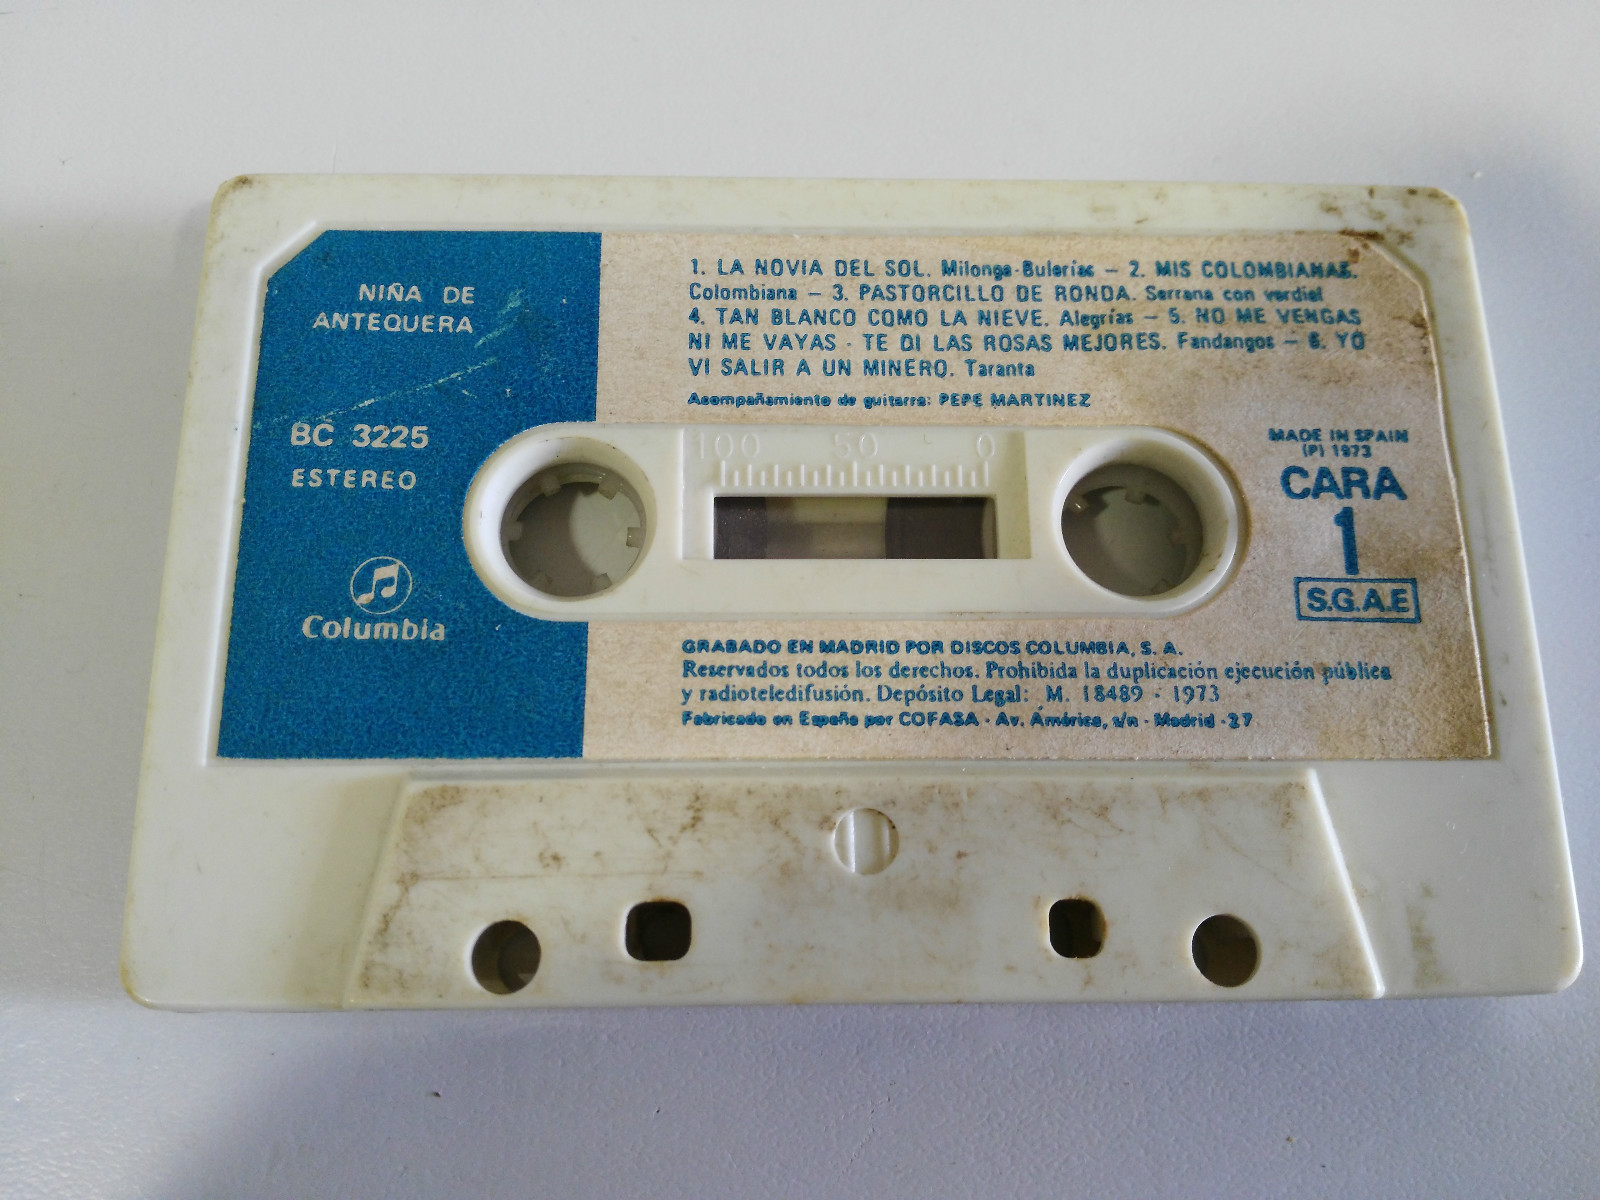 NIÑA DE
ANTEQUERA
BC 3225
ESTEREO
Columbia
1. LA NOVIA DEL SOL. Milonga-Bulerías – 2. MIS COLOMBIANAS.
Colombiana – 3. PASTORCILLO DE RONDA. Serrana con verdial
4. TAN BLANCO COMO LA NIEVE. Alegrías – 5. NO ME VENGAS
NI ME VAYAS - TE DI LAS ROSAS MEJORES. Fandangos – 6. YO
VI SALIR A UN MINERO. Taranta
Acompañamiento de guitarra: PEPE MARTINEZ
100 50 0
MADE IN SPAIN
(P) 1973
CARA
1
S.G.A.E
GRABADO EN MADRID POR DISCOS COLUMBIA, S. A.
Reservados todos los derechos. Prohibida la duplicación ejecución pública
y radioteledifusión. Depósito Legal: M. 18489 - 1973
Fabricado en España por COFASA - Av. América, s/n - Madrid -27